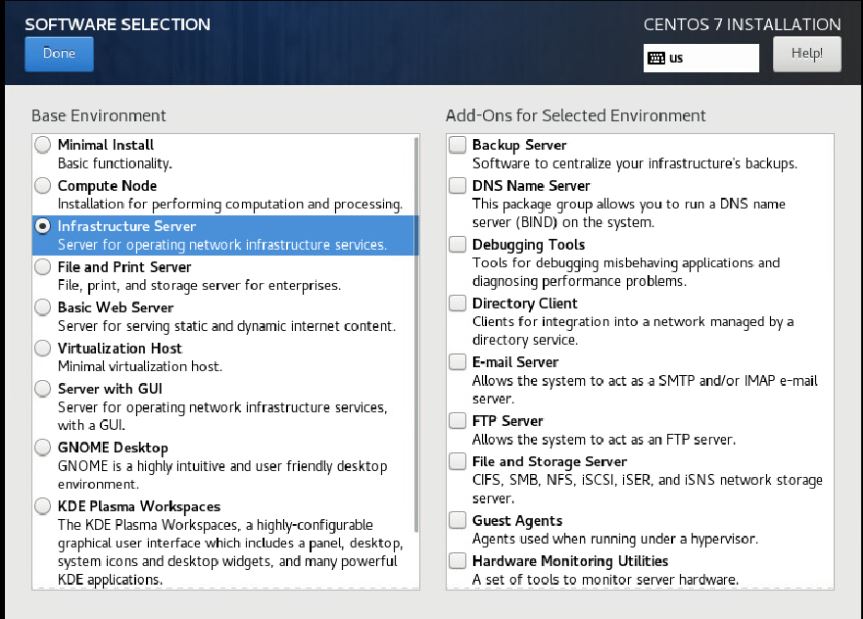 SOFTWARE SELECTION
CENTOS 7 INSTALLATION
Done
us
Help!
Base Environment
Minimal Install
Basic functionality.
Compute Node
Installation for performing computation and processing.
Infrastructure Server
Server for operating network infrastructure services.
File and Print Server
File, print, and storage server for enterprises.
Basic Web Server
Server for serving static and dynamic internet content.
Virtualization Host
Minimal virtualization host.
Server with GUI
Server for operating network infrastructure services,
with a GUI.
GNOME Desktop
GNOME is a highly intuitive and user friendly desktop
environment.
KDE Plasma Workspaces
The KDE Plasma Workspaces, a highly-configurable
graphical user interface which includes a panel, desktop,
system icons and desktop widgets, and many powerful
KDE applications.
Add-Ons for Selected Environment
Backup Server
Software to centralize your infrastructure's backups.
DNS Name Server
This package group allows you to run a DNS name
server (BIND) on the system.
Debugging Tools
Tools for debugging misbehaving applications and
diagnosing performance problems.
Directory Client
Clients for integration into a network managed by a
directory service.
E-mail Server
Allows the system to act as a SMTP and/or IMAP e-mail
server.
FTP Server
Allows the system to act as an FTP server.
File and Storage Server
CIFS, SMB, NFS, iSCSI, iSER, and iSNS network storage
server.
Guest Agents
Agents used when running under a hypervisor.
Hardware Monitoring Utilities
A set of tools to monitor server hardware.